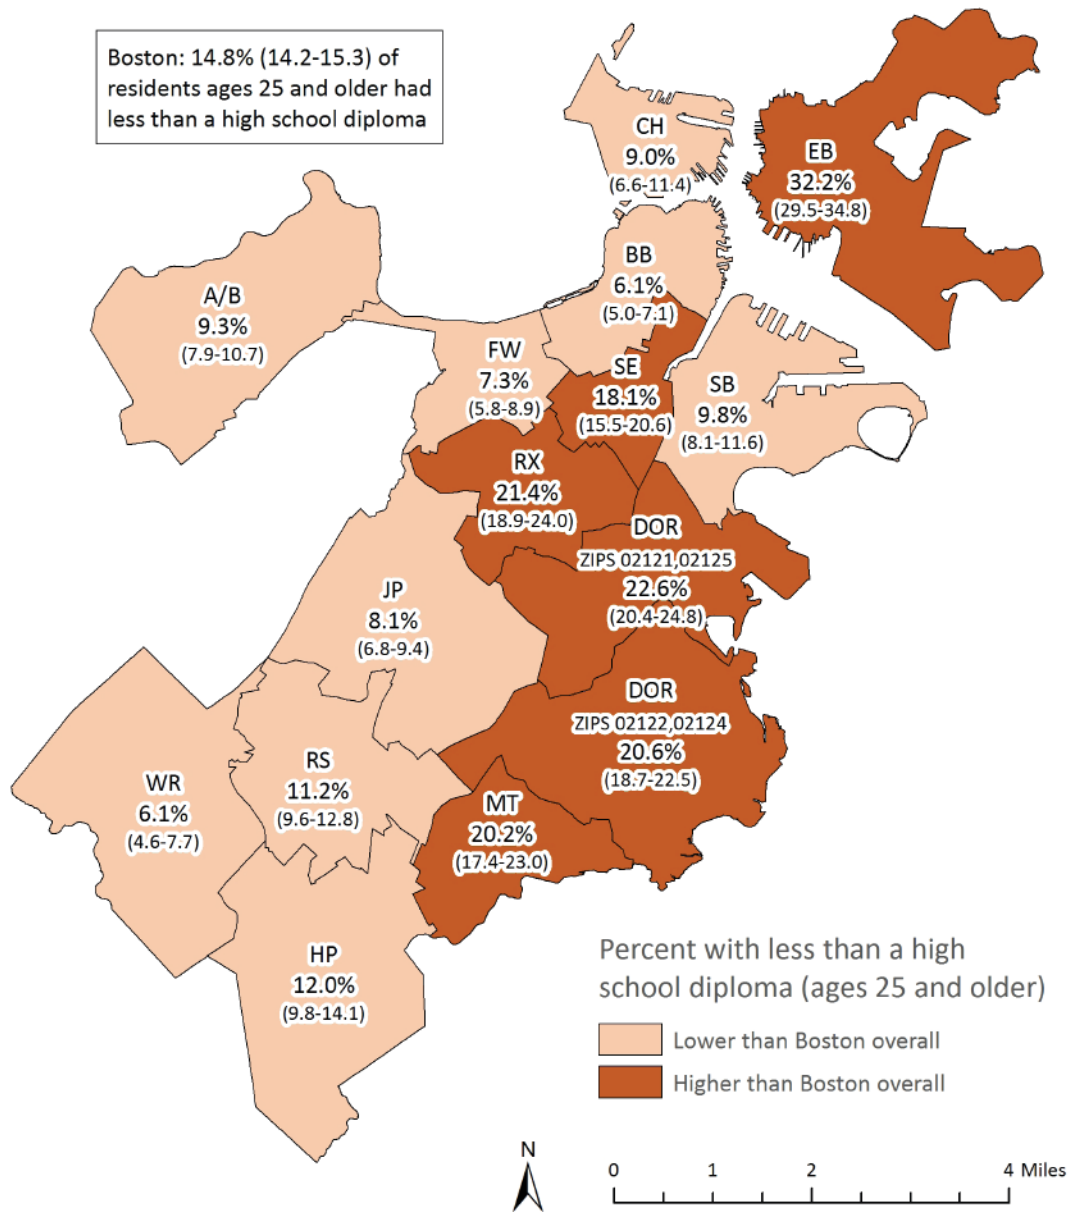 Boston: 14.8% (14.2-15.3) of
residents ages 25 and older had
less than a high school diploma
CH
9.0%
(6.6-11.4)
EB
32.2%
(29.5-34.8)
BB
6.1%
(5.0-7.1)
A/B
9.3%
(7.9-10.7)
FW
7.3%
(5.8-8.9)
SE
18.1%
(15.5-20.6)
SB
9.8%
(8.1-11.6)
RX
21.4%
(18.9-24.0)
DOR
ZIPS 02121,02125
22.6%
(20.4-24.8)
JP
8.1%
(6.8-9.4)
DOR
ZIPS 02122,02124
20.6%
(18.7-22.5)
RS
11.2%
(9.6-12.8)
WR
6.1%
(4.6-7.7)
MT
20.2%
(17.4-23.0)
HP
12.0%
(9.8-14.1)
Percent with less than a high
school diploma (ages 25 and older)
Lower than Boston overall
Higher than Boston overall
N
0 1 2 4 Miles